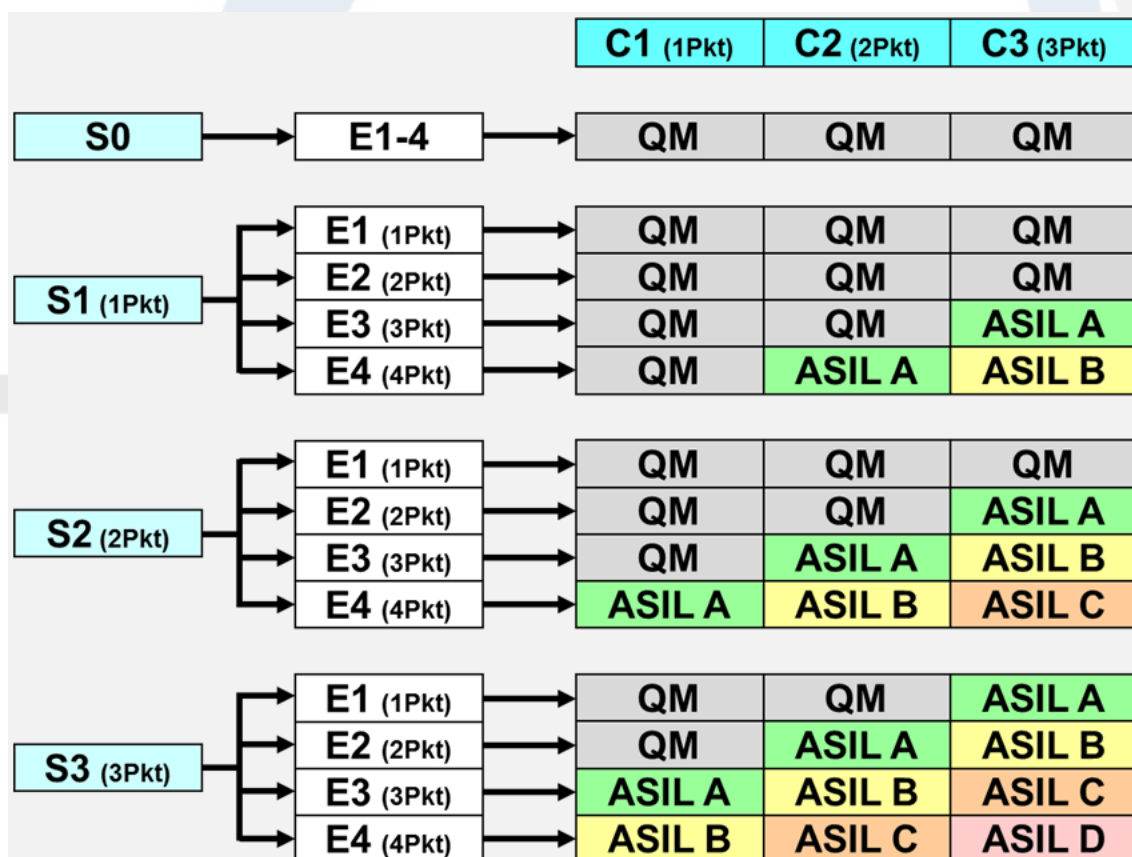 C1 (1Pkt) C2 (2Pkt) C3 (3Pkt)
S0 E1-4 QM QM QM
E1 (1Pkt) QM QM QM
E2 (2Pkt) QM QM QM
S1 (1Pkt)
E3 (3Pkt) QM QM ASIL A
E4 (4Pkt) QM ASIL A ASIL B
E1 (1Pkt) QM QM QM
E2 (2Pkt) QM QM ASIL A
S2 (2Pkt)
E3 (3Pkt) QM ASIL A ASIL B
E4 (4Pkt) ASIL A ASIL B ASIL C
E1 (1Pkt) QM QM ASIL A
E2 (2Pkt) QM ASIL A ASIL B
S3 (3Pkt)
E3 (3Pkt) ASIL A ASIL B ASIL C
E4 (4Pkt) ASIL B ASIL C ASIL D